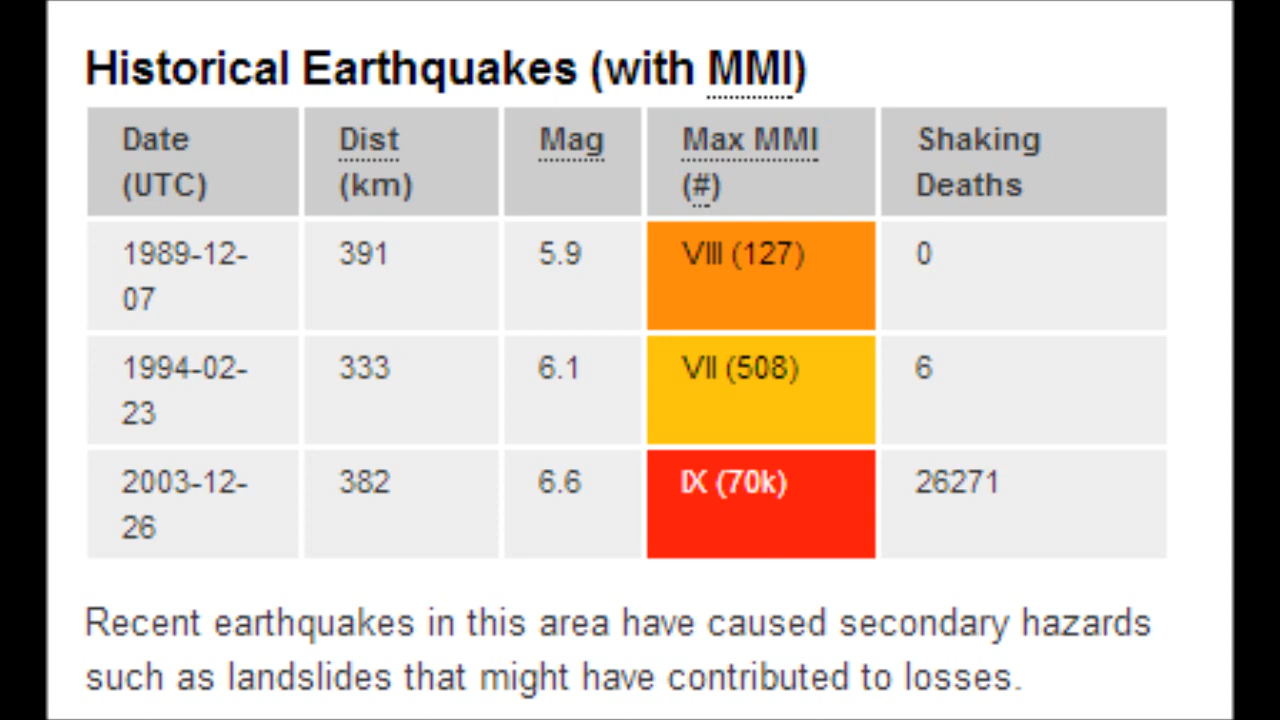 Historical Earthquakes (with MMI)
Date (UTC) Dist (km) Mag Max MMI (#) Shaking Deaths
1989-12-07 391 5.9 VIII (127) 0
1994-02-23 333 6.1 VII (508) 6
2003-12-26 382 6.6 IX (70k) 26271
Recent earthquakes in this area have caused secondary hazards
such as landslides that might have contributed to losses.